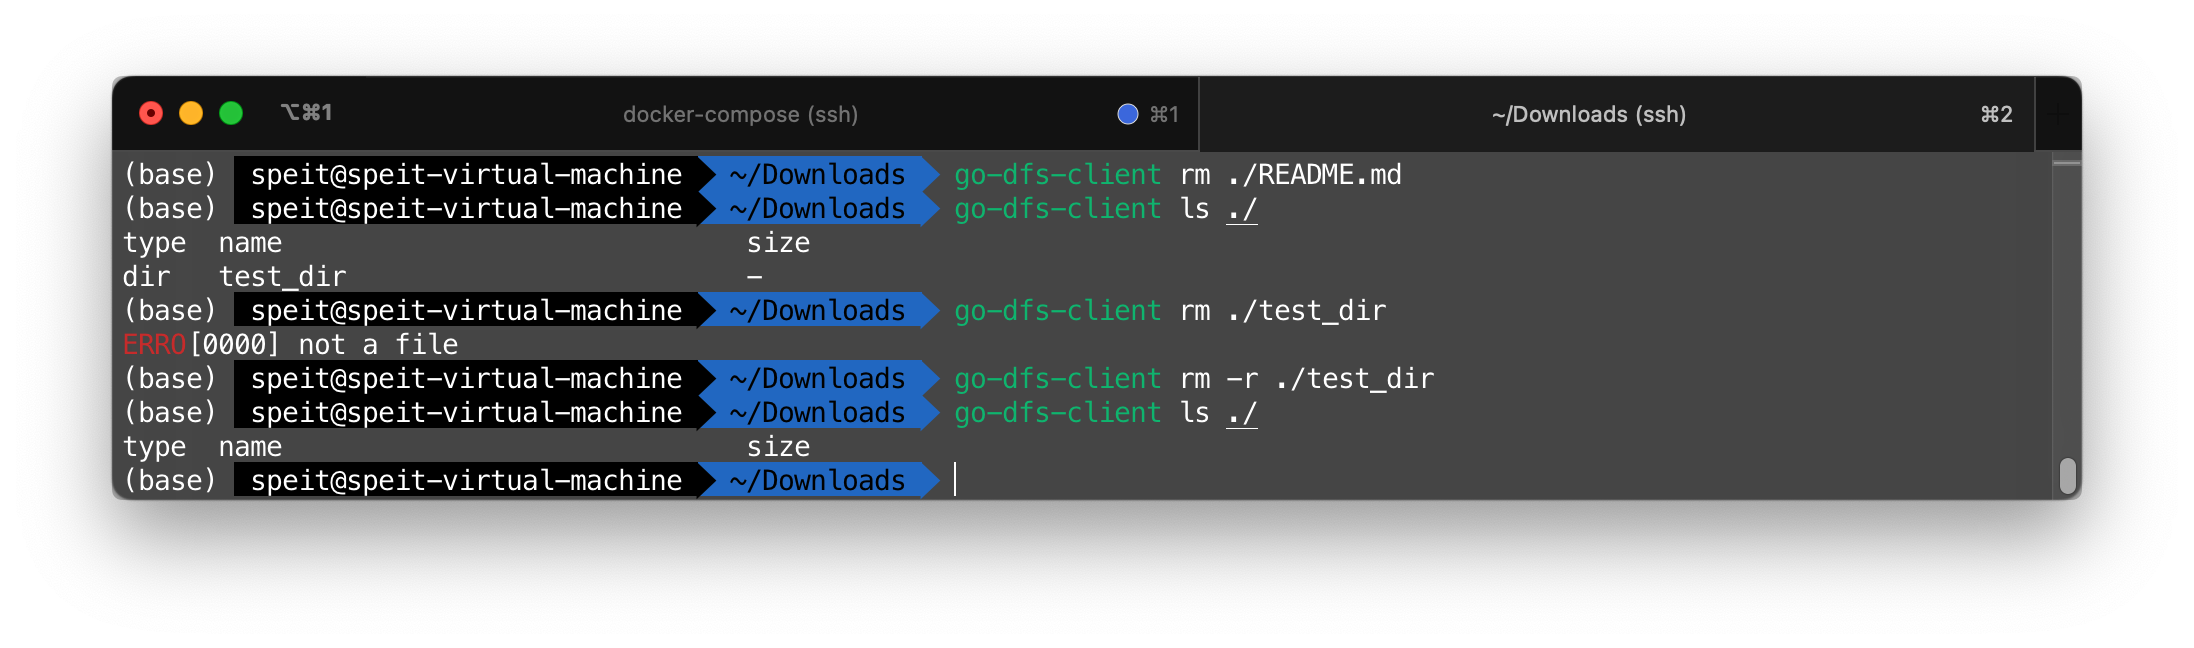 ⌥⌘1 docker-compose (ssh) ⌘1 ~/Downloads (ssh) ⌘2
(base) speit@speit-virtual-machine ~/Downloads go-dfs-client rm ./README.md
(base) speit@speit-virtual-machine ~/Downloads go-dfs-client ls ./
type name size
dir test_dir -
(base) speit@speit-virtual-machine ~/Downloads go-dfs-client rm ./test_dir
ERRO[0000] not a file
(base) speit@speit-virtual-machine ~/Downloads go-dfs-client rm -r ./test_dir
(base) speit@speit-virtual-machine ~/Downloads go-dfs-client ls ./
type name size
(base) speit@speit-virtual-machine ~/Downloads